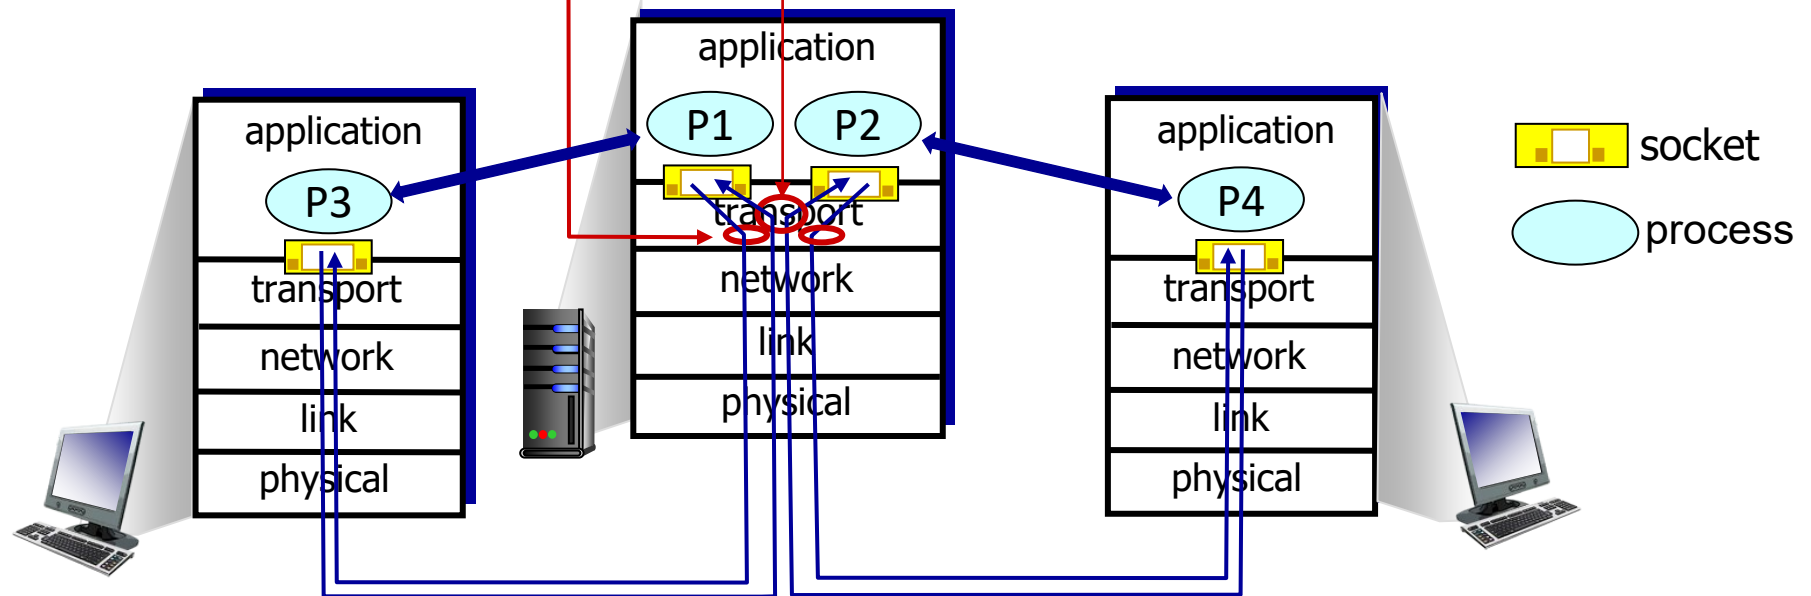 application
P3
transport
network
link
physical
application
P1 P2
transport
network
link
physical
application
P4
transport
network
link
physical
socket
process